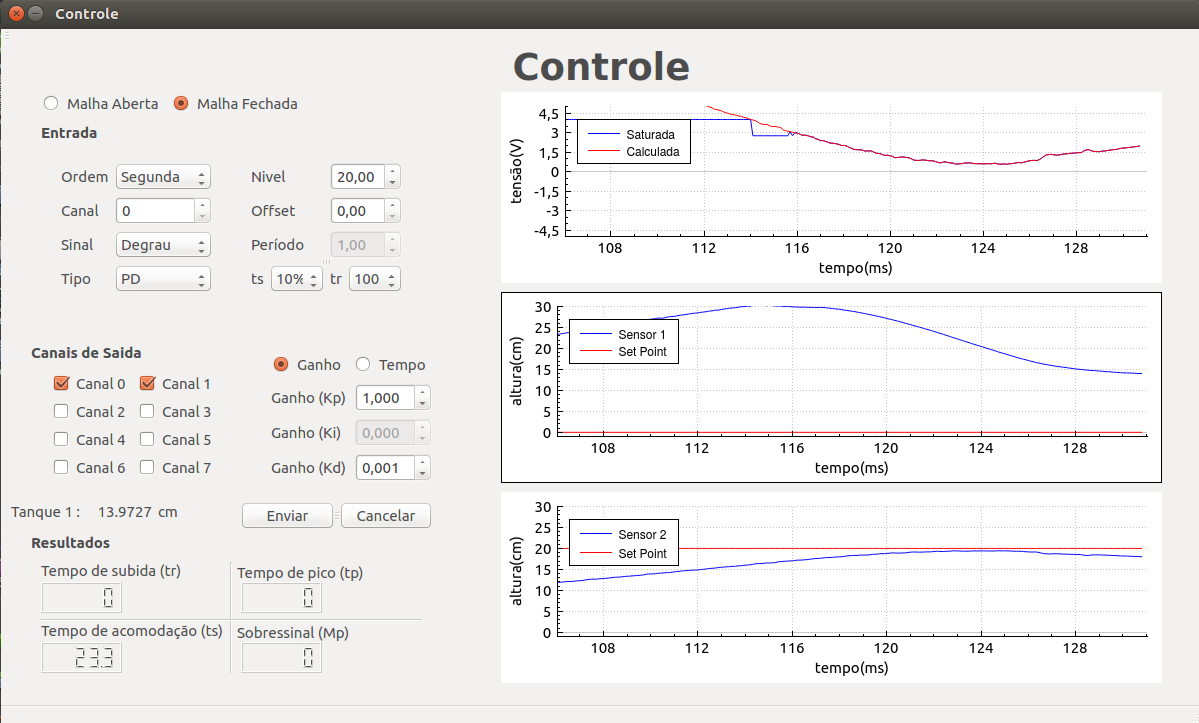 Controle
Controle
Malha Aberta Malha Fechada
Entrada
Ordem Segunda Nivel 20,00
Canal 0 Offset 0,00
Sinal Degrau Período 1,00
Tipo PD ts 10% tr 100
Canais de Saida
Ganho Tempo
Canal 0 Canal 1
Ganho (Kp) 1,000
Canal 2 Canal 3
Ganho (Ki) 0,000
Canal 4 Canal 5
Ganho (Kd) 0,001
Canal 6 Canal 7
Tanque 1 : 13.9727 cm
Enviar Cancelar
Resultados
Tempo de subida (tr) Tempo de pico (tp)
0 0
Tempo de acomodação (ts) Sobressinal (Mp)
23.3 0
tensão(V)
4,5
3
1,5
0
-1,5
-3
-4,5
Saturada
Calculada
108 112 116 120 124 128
tempo(ms)
altura(cm)
30
25
20
15
10
5
0
Sensor 1
Set Point
108 112 116 120 124 128
tempo(ms)
altura(cm)
30
25
20
15
10
5
0
Sensor 2
Set Point
108 112 116 120 124 128
tempo(ms)